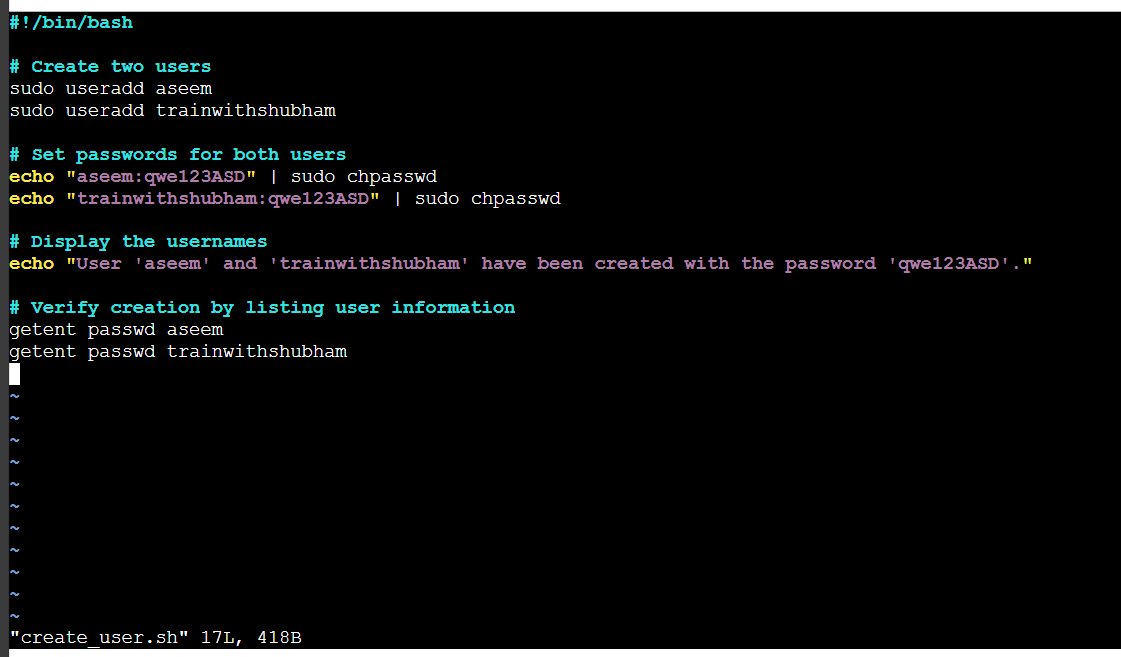 #!/bin/bash
# Create two users
sudo useradd aseem
sudo useradd trainwithshubham
# Set passwords for both users
echo "aseem:qwe123ASD" | sudo chpasswd
echo "trainwithshubham:qwe123ASD" | sudo chpasswd
# Display the usernames
echo "User 'aseem' and 'trainwithshubham' have been created with the password 'qwe123ASD'."
# Verify creation by listing user information
getent passwd aseem
getent passwd trainwithshubham
~
~
~
~
~
~
~
~
~
~
~
"create_user.sh" 17L, 418B